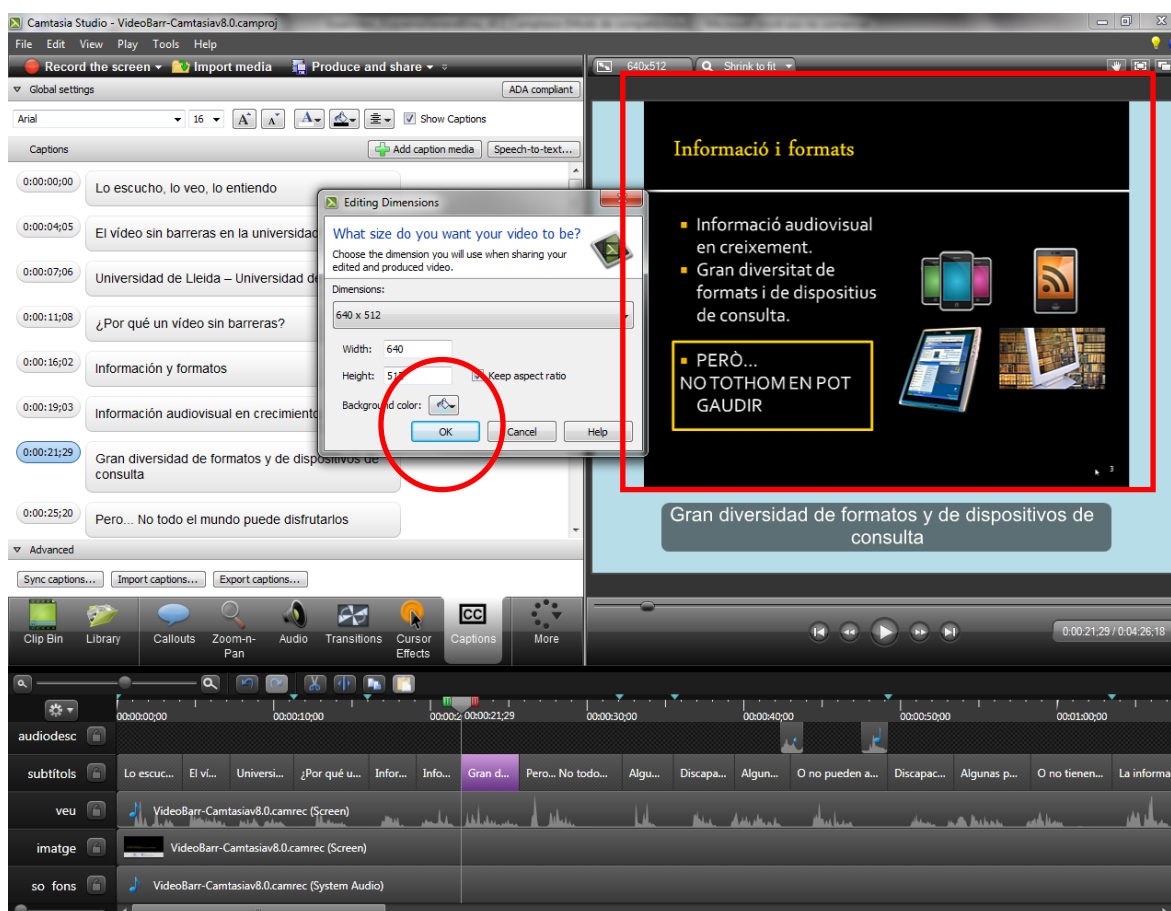 Camtasia Studio - VideoBarr-Camtasiav8.0.camproj
File Edit View Play Tools Help
Record the screen Import media Produce and share
Global settings ADA compliant
Arial 16 Show Captions
Captions Add caption media Speech-to-text...
0:00:00;00 Lo escucho, lo veo, lo entiendo
0:00:04;05 El vídeo sin barreras en la universidad
0:00:07;06 Universidad de Lleida – Universidad de
0:00:11;08 ¿Por qué un vídeo sin barreras?
0:00:16;02 Información y formatos
0:00:19;03 Información audiovisual en crecimiento
0:00:21;29 Gran diversidad de formatos y de dispositivos de
consulta
0:00:25;20 Pero... No todo el mundo puede disfrutarlos
Advanced
Sync captions... Import captions... Export captions...
Editing Dimensions
What size do you want your video to be?
Choose the dimension you will use when sharing your
edited and produced video.
Dimensions:
640 x 512
Width: 640
Height: 512
Keep aspect ratio
Background color:
OK Cancel Help
640x512 Shrink to fit
Informació i formats
Informació audiovisual
en creixement.
Gran diversitat de
formats i de dispositius
de consulta.
PERÒ...
NO TOTHOM EN POT
GAUDIR
3
Gran diversidad de formatos y de dispositivos de
consulta
Clip Bin Library Callouts Zoom-n-
Pan Audio Transitions Cursor
Effects CC
Captions More
0:00:21;29 / 0:04:26;18
00:00:00;00 00:00:10;00 00:00:2 00:00:21;29 00:00:30;00 00:00:40;00 00:00:50;00 00:01:00;00
audiodesc
subtítols Lo escuc... El ví... Universi... ¿Por qué u... Infor... Info... Gran d... Pero... No todo... Algu... Discapa... Algun... O no pueden a... Discapac... Algunas p... O no tienen... La informa
veu VideoBarr-Camtasiav8.0.camrec (Screen)
imatge VideoBarr-Camtasiav8.0.camrec (Screen)
so fons VideoBarr-Camtasiav8.0.camrec (System Audio)